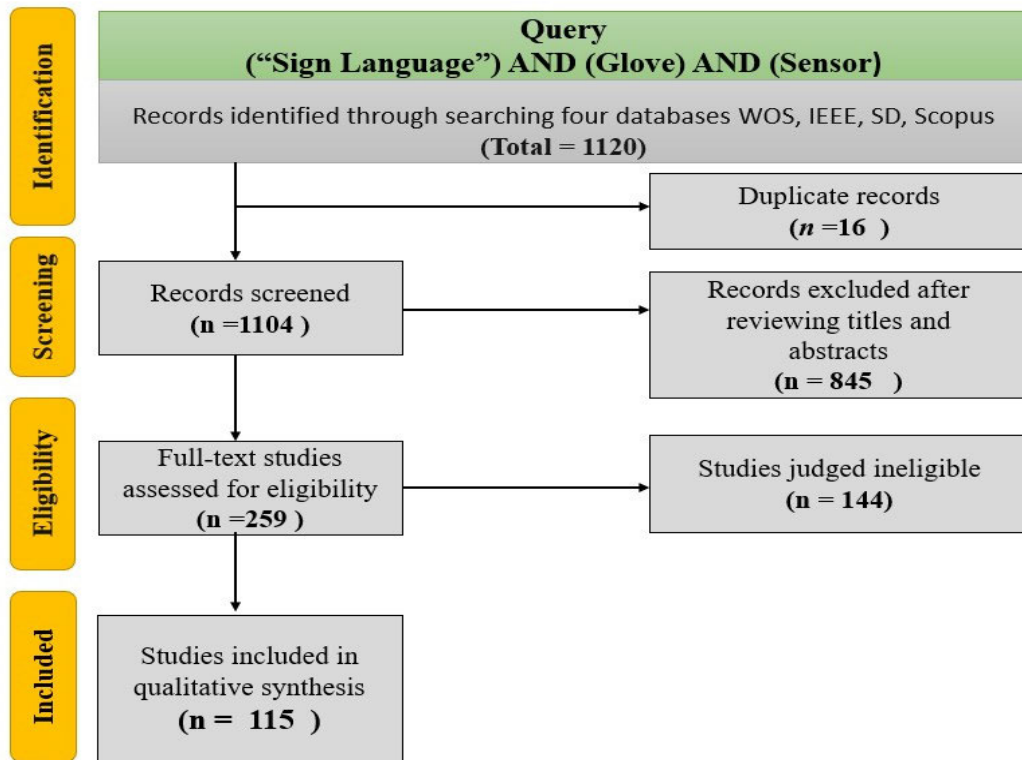 Identification
Query
(“Sign Language”) AND (Glove) AND (Sensor)
Records identified through searching four databases WOS, IEEE, SD, Scopus
(Total = 1120)
Duplicate records
(n =16 )
Screening
Records screened
(n =1104 )
Records excluded after
reviewing titles and
abstracts
(n = 845 )
Eligibility
Full-text studies
assessed for eligibility
(n =259 )
Studies judged ineligible
(n = 144)
Included
Studies included in
qualitative synthesis
(n = 115 )